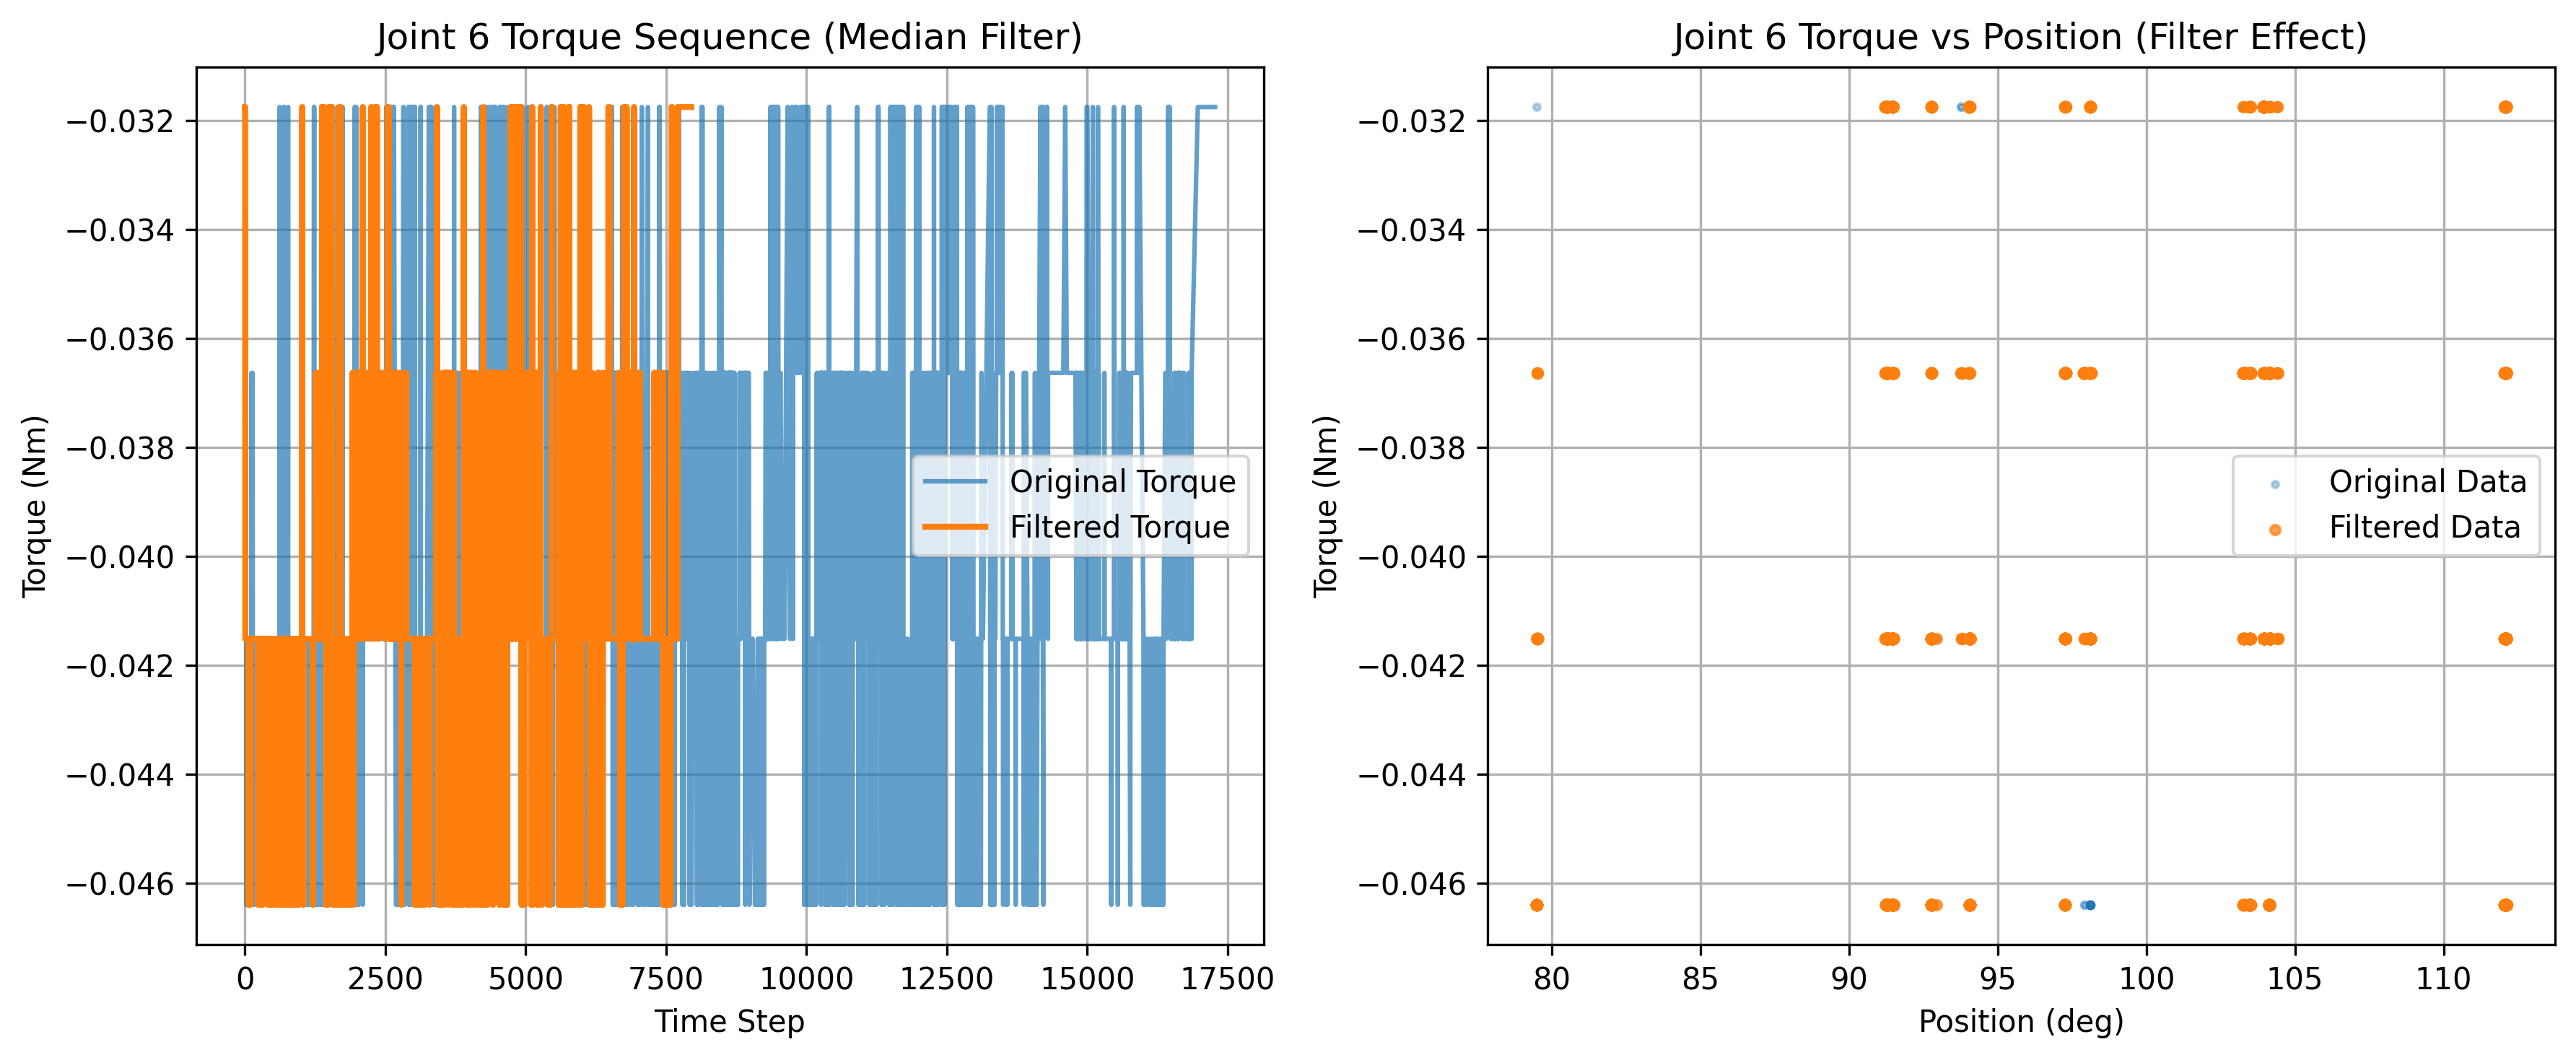 Joint 6 Torque Sequence (Median Filter)
Torque (Nm)
−0.032
−0.034
−0.036
−0.038
−0.040
−0.042
−0.044
−0.046
Original Torque
Filtered Torque
0 2500 5000 7500 10000 12500 15000 17500
Time Step
Joint 6 Torque vs Position (Filter Effect)
Torque (Nm)
−0.032
−0.034
−0.036
−0.038
−0.040
−0.042
−0.044
−0.046
Original Data
Filtered Data
80 85 90 95 100 105 110
Position (deg)